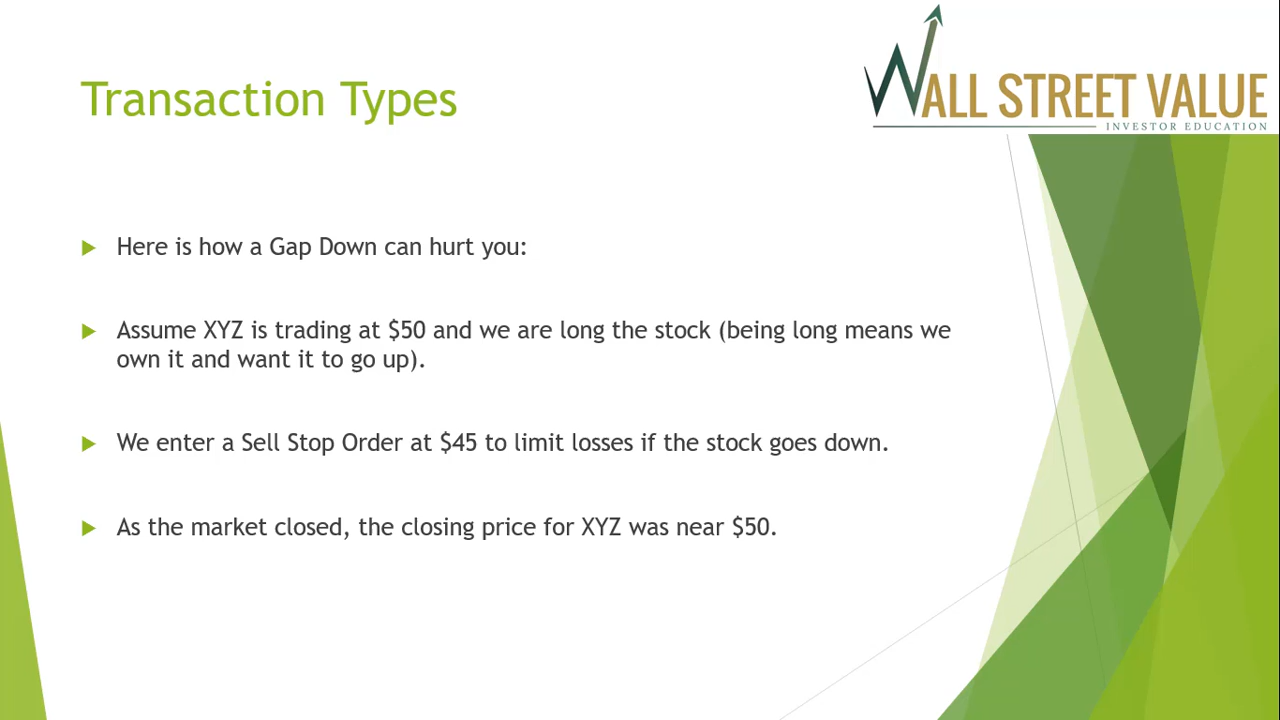 WALL STREET VALUE
INVESTOR EDUCATION
Transaction Types
Here is how a Gap Down can hurt you:
Assume XYZ is trading at $50 and we are long the stock (being long means we
own it and want it to go up).
We enter a Sell Stop Order at $45 to limit losses if the stock goes down.
As the market closed, the closing price for XYZ was near $50.